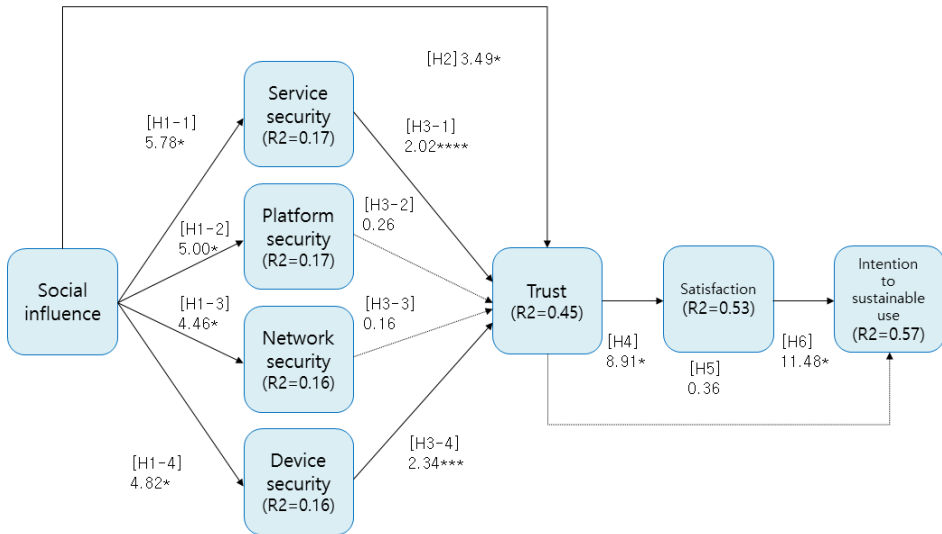 [H2]3.49*
Service
security
(R2=0.17)
[H1-1]
5.78*
[H3-1]
2.02****
Platform
security
(R2=0.17)
[H3-2]
0.26
[H1-2]
5.00*
Social
influence
[H1-3]
4.46*
[H3-3]
0.16
Network
security
(R2=0.16)
Trust
(R2=0.45)
Satisfaction
(R2=0.53)
Intention
to
sustainable
use
(R2=0.57)
[H4]
8.91*
[H5]
0.36
[H6]
11.48*
[H1-4]
4.82*
Device
security
(R2=0.16)
[H3-4]
2.34***